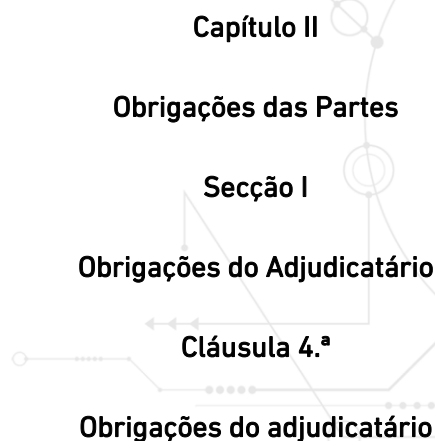 Capítulo II
Obrigações das Partes
Secção I
Obrigações do Adjudicatário
Cláusula 4.ª
Obrigações do adjudicatário